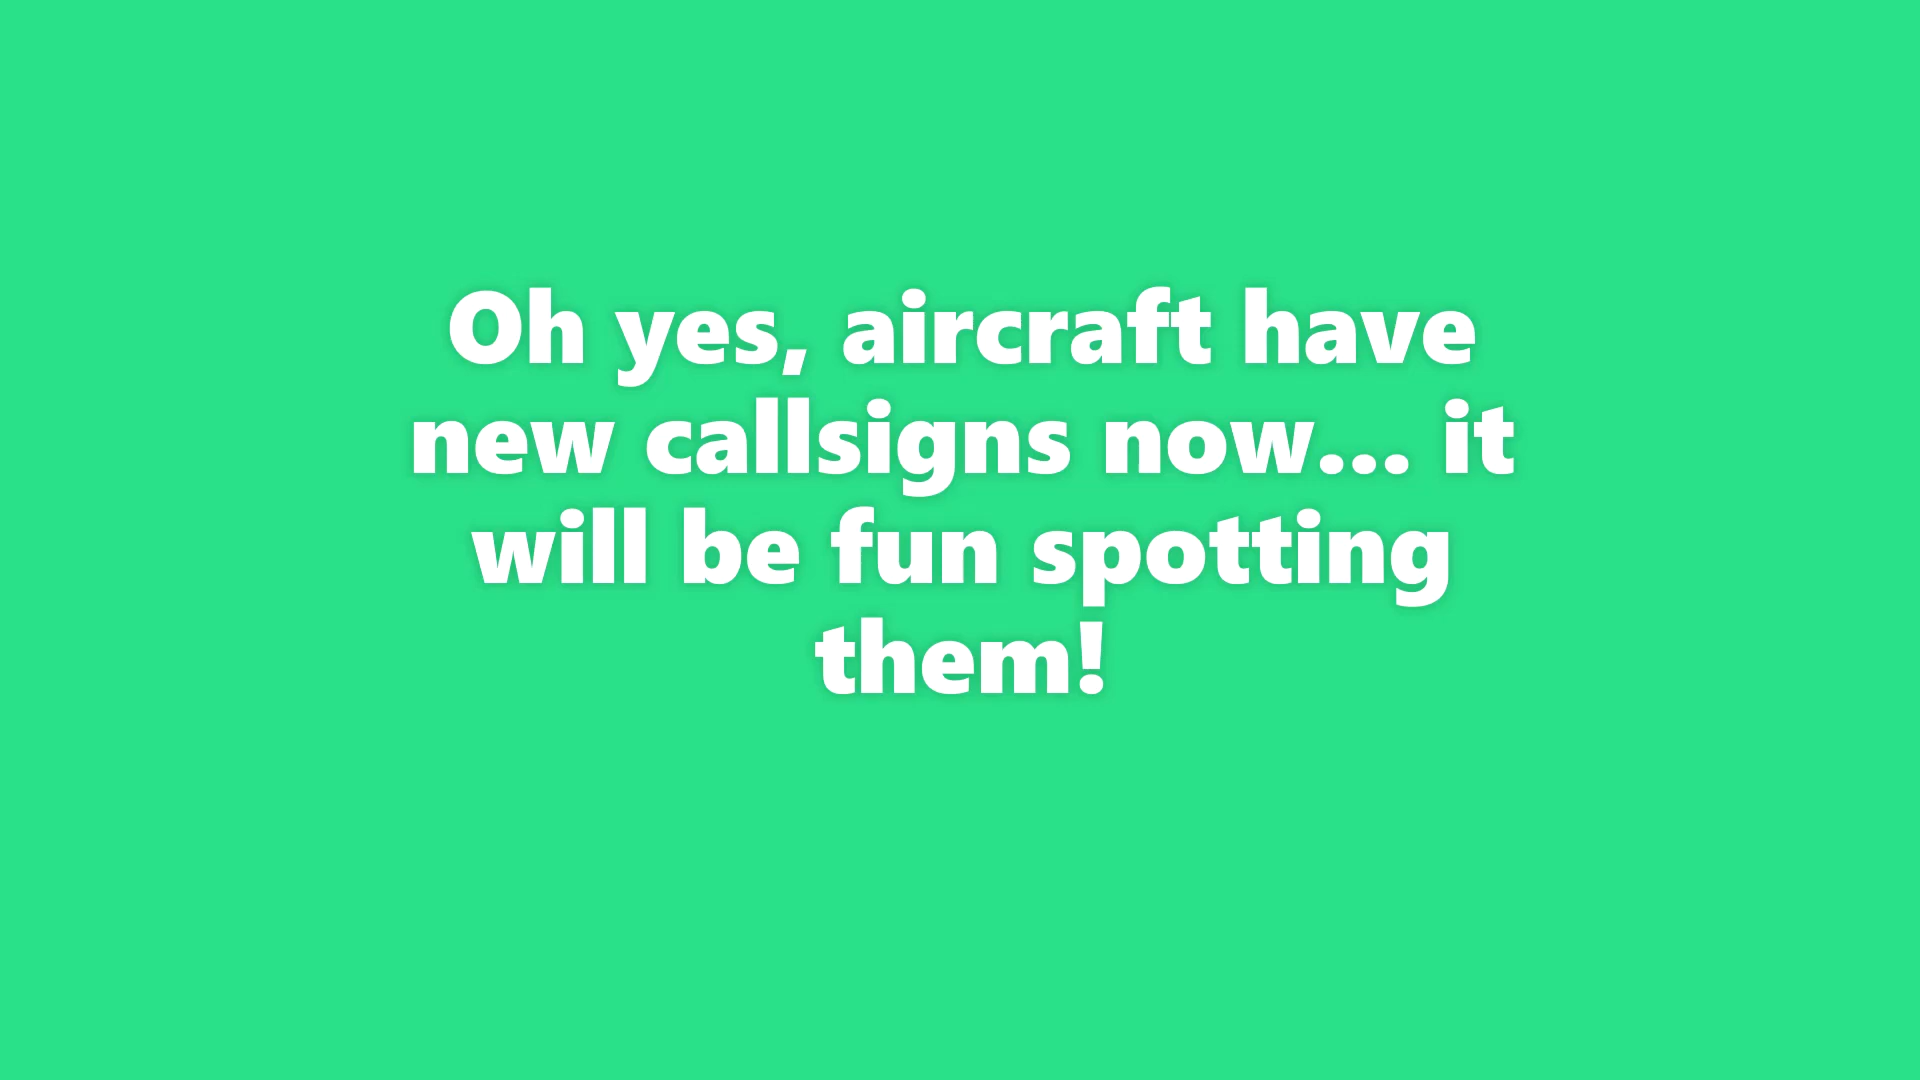 Oh yes, aircraft have
new callsigns now... it
will be fun spotting
them!